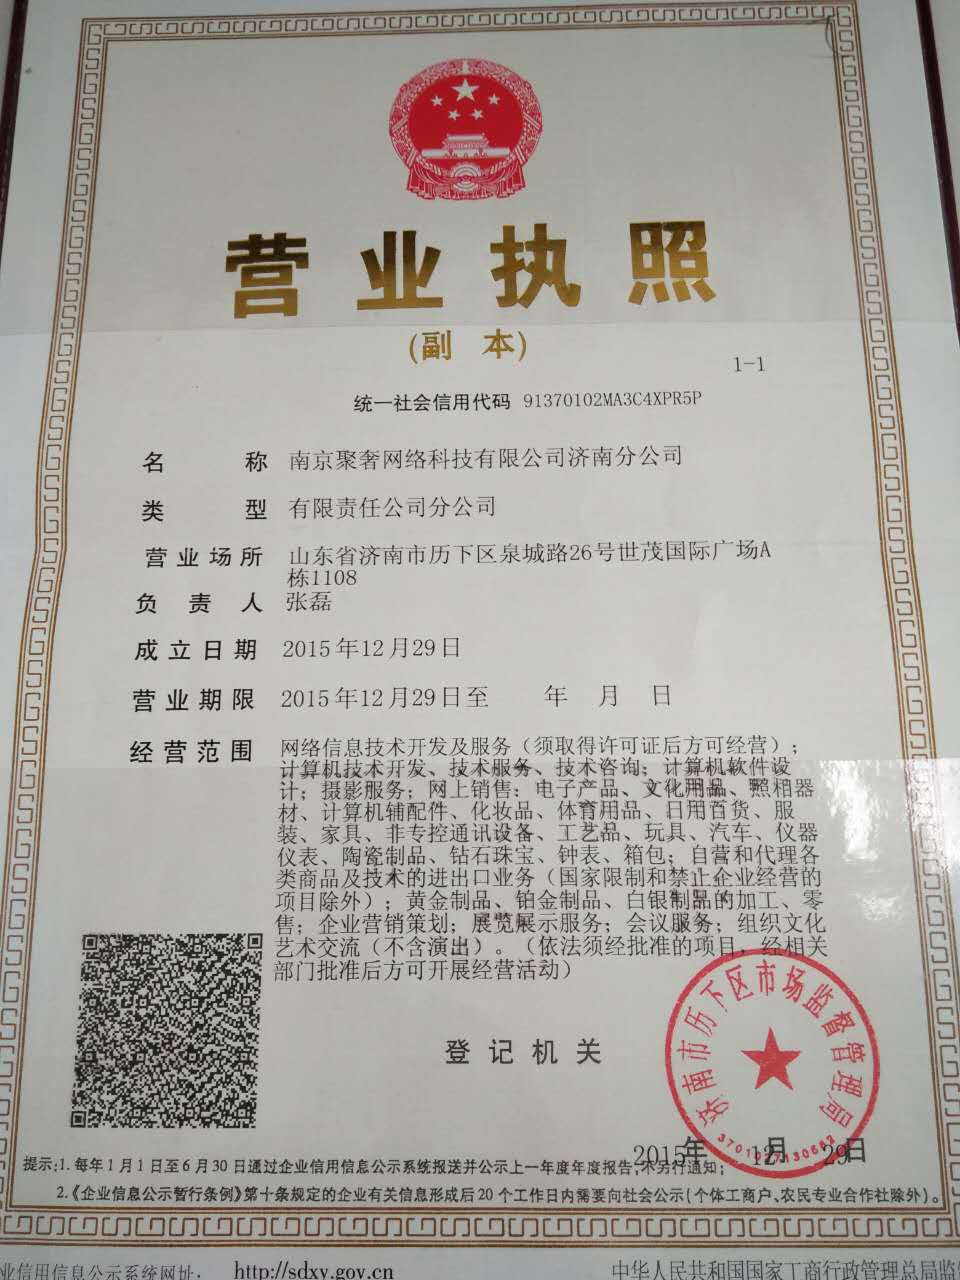 营业执照
(副 本)
1-1
统一社会信用代码 91370102MA3C4XPR5P
名 称 南京聚奢网络科技有限公司济南分公司
类 型 有限责任公司分公司
营业场所 山东省济南市历下区泉城路26号世茂国际广场A
栋1108
负 责 人 张磊
成立日期 2015年12月29日
营业期限 2015年12月29日至 年 月 日
经营范围 网络信息技术开发及服务（须取得许可证后方可经营）；
计算机技术开发、技术服务、技术咨询；计算机软件设
计；摄影服务；网上销售：电子产品、文化用品、照相器
材、计算机辅配件、化妆品、体育用品、日用百货、服
装、家具、非专控通讯设备、工艺品、玩具、汽车、仪器
仪表、陶瓷制品、钻石珠宝、钟表、箱包；自营和代理各
类商品及技术的进出口业务（国家限制和禁止企业经营的
项目除外）；黄金制品、铂金制品、白银制品的加工、零
售；企业营销策划；展览展示服务；会议服务；组织文化
艺术交流（不含演出）。（依法须经批准的项目，经相关
部门批准后方可开展经营活动）
登记机关
济南市历下区市场监督管理局
2015年 12月 29日
提示：1. 每年1月1日至6月30日通过企业信用信息公示系统报送并公示上一年度年度报告，不另行通知；
2.《企业信息公示暂行条例》第十条规定的企业有关信息形成后20个工作日内需要向社会公示（个体工商户、农民专业合作社除外）。
业信用信息公示系统网址： http://sdxy.gov.cn
中华人民共和国国家工商行政管理总局监